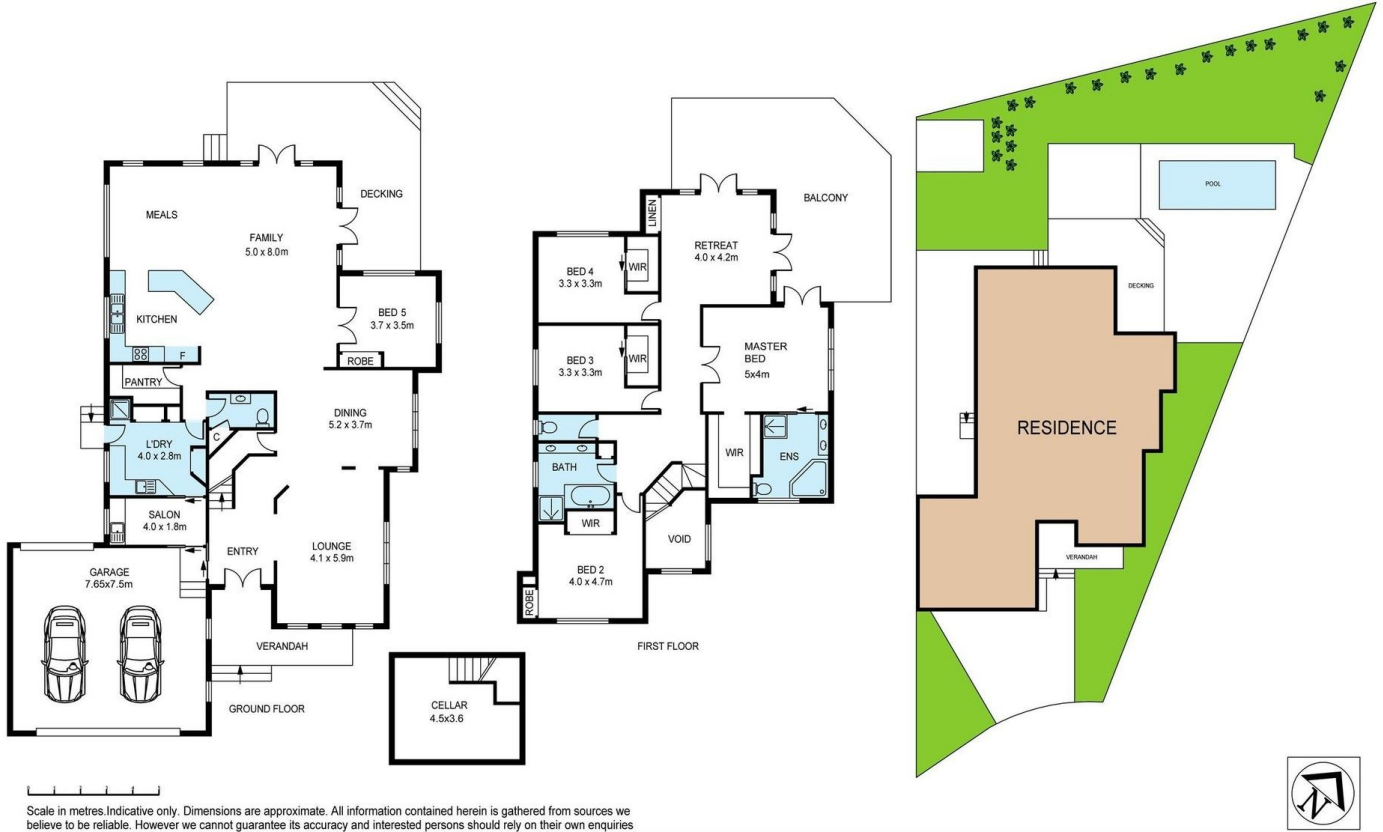 MEALS
FAMILY
5.0 x 8.0m
DECKING
KITCHEN
F
BED 5
3.7 x 3.5m
ROBE
PANTRY
DINING
5.2 x 3.7m
C
L'DRY
4.0 x 2.8m
SALON
4.0 x 1.8m
ENTRY
LOUNGE
4.1 x 5.9m
GARAGE
7.65x7.5m
VERANDAH
GROUND FLOOR
CELLAR
4.5x3.6
BALCONY
LINEN
RETREAT
4.0 x 4.2m
BED 4
3.3 x 3.3m
WIR
BED 3
3.3 x 3.3m
WIR
MASTER
BED
5x4m
WIR
ENS
BATH
WIR
VOID
BED 2
4.0 x 4.7m
ROBE
FIRST FLOOR
POOL
DECKING
RESIDENCE
VERANDAH
N
Scale in metres.Indicative only. Dimensions are approximate. All information contained herein is gathered from sources we
believe to be reliable. However we cannot guarantee its accuracy and interested persons should rely on their own enquiries